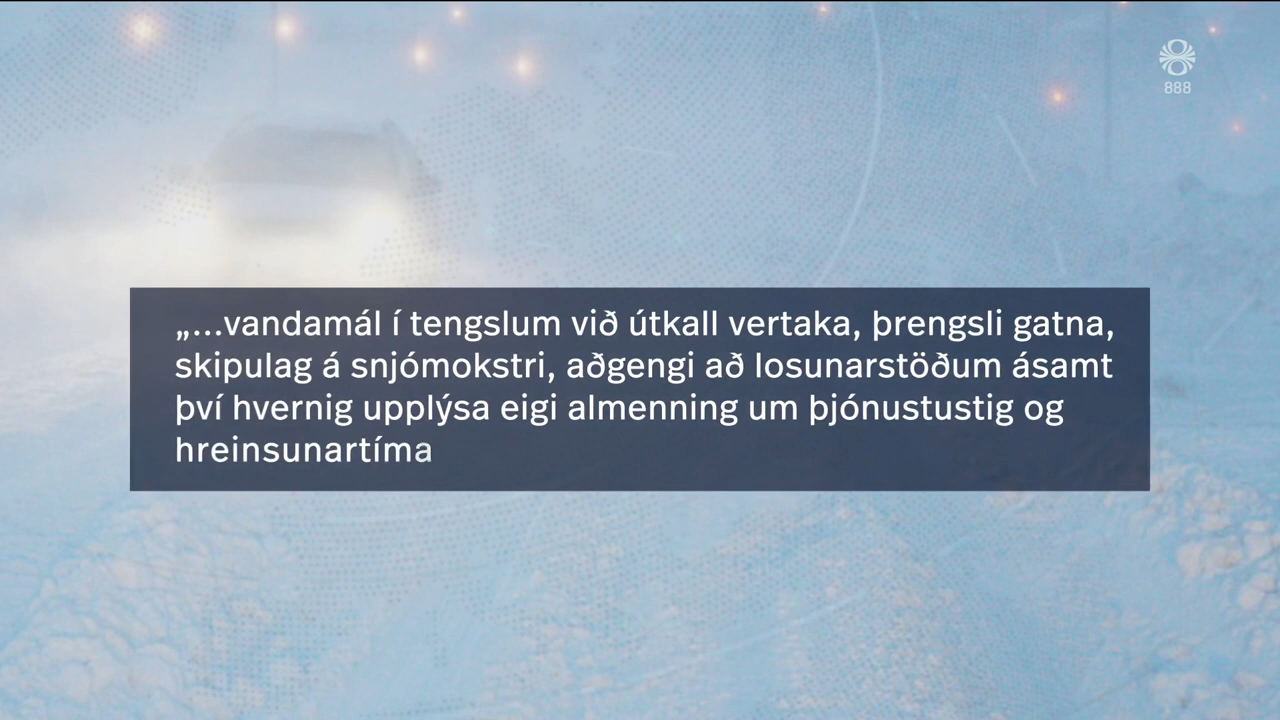 888
„...vandamál í tengslum við útkall vertaka, þrengsli gatna,
skipulag á snjómokstri, aðgengi að losunarstöðum ásamt
því hvernig upplýsa eigi almenning um þjónustustig og
hreinsunartíma